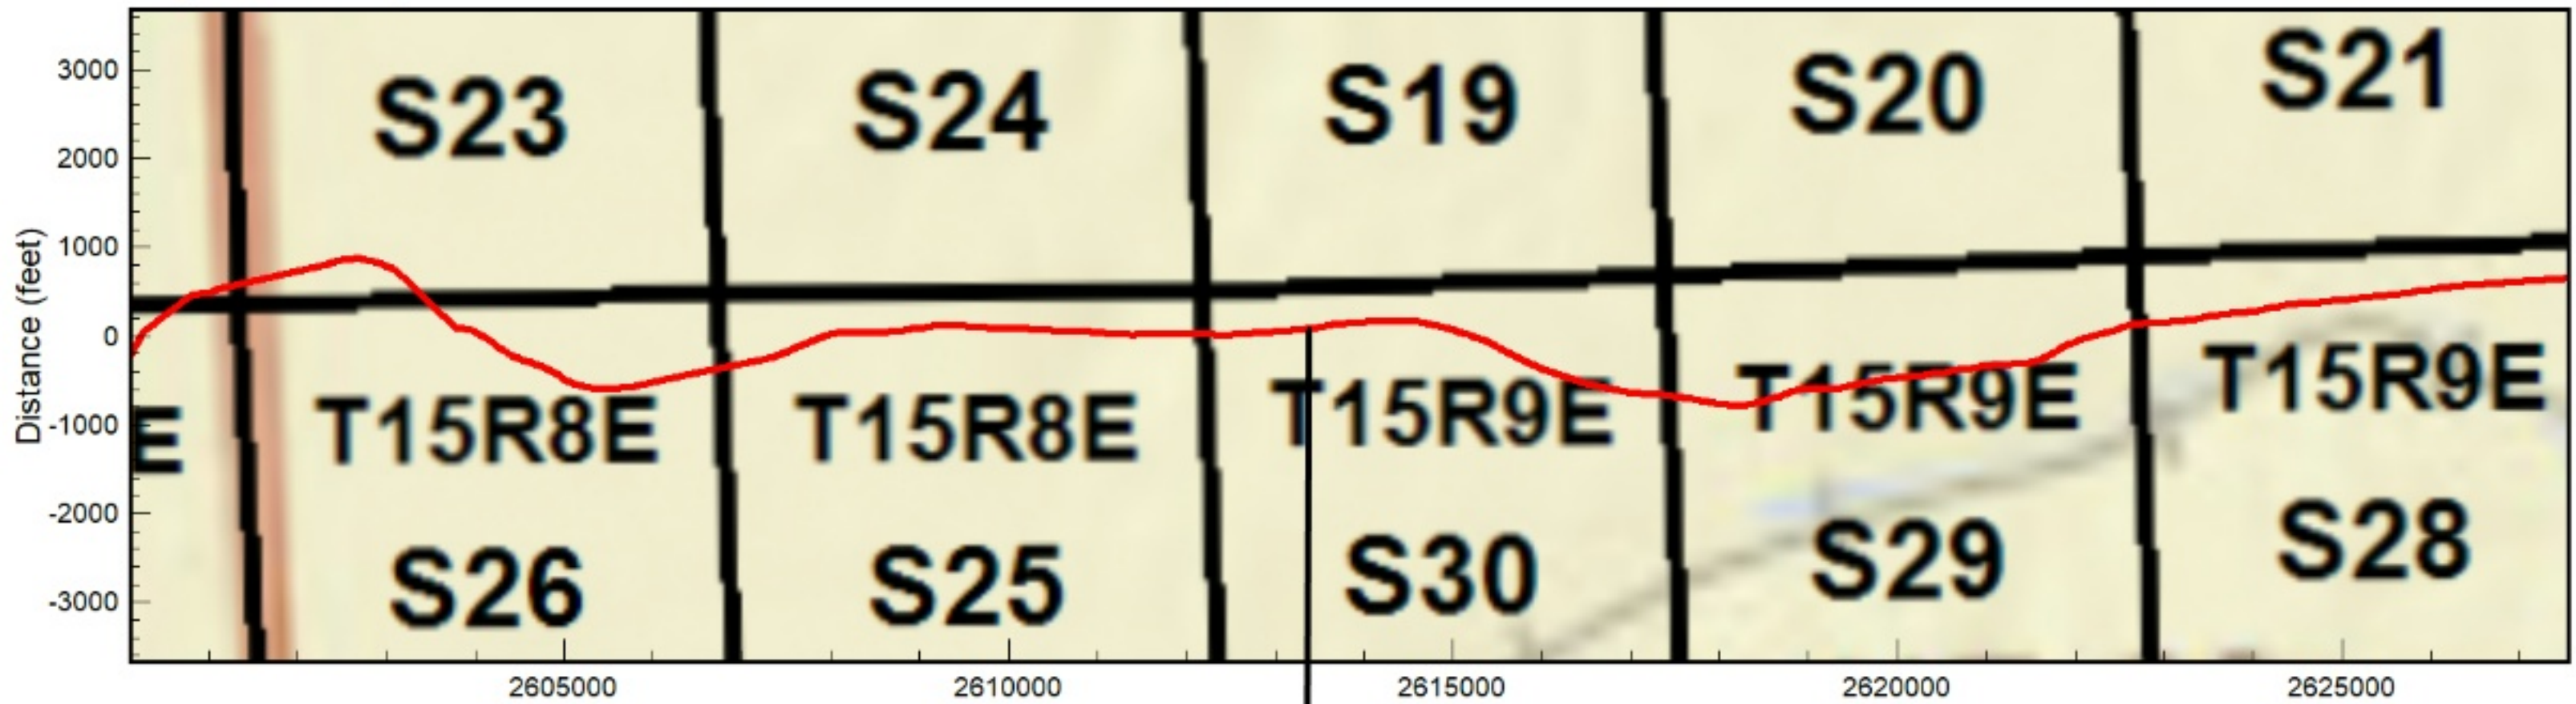 3000
2000
1000
0
-1000
-2000
-3000
Distance (feet)
S23 S24 S19 S20 S21
E T15R8E T15R8E T15R9E T15R9E T15R9E
S26 S25 S30 S29 S28
2605000 2610000 2615000 2620000 2625000